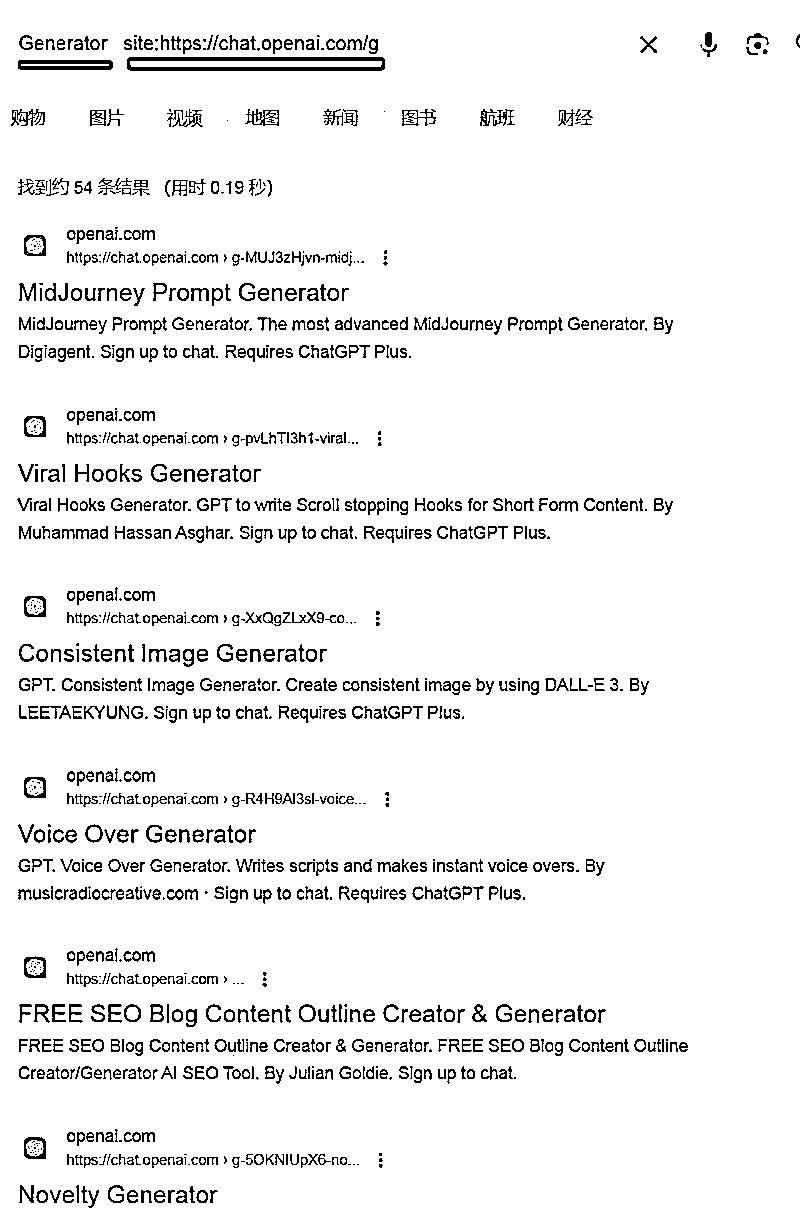 Generator site:https://chat.openai.com/g
购物 图片 视频 地图 新闻 图书 航班 财经
找到约 54 条结果 (用时 0.19 秒)
openai.com
https://chat.openai.com › g-MUJ3zHjvn-midj...
MidJourney Prompt Generator
MidJourney Prompt Generator. The most advanced MidJourney Prompt Generator. By
Digiagent. Sign up to chat. Requires ChatGPT Plus.
openai.com
https://chat.openai.com › g-pvLhTI3h1-viral...
Viral Hooks Generator
Viral Hooks Generator. GPT to write Scroll stopping Hooks for Short Form Content. By
Muhammad Hassan Asghar. Sign up to chat. Requires ChatGPT Plus.
openai.com
https://chat.openai.com › g-XxQgZLxX9-co...
Consistent Image Generator
GPT. Consistent Image Generator. Create consistent image by using DALL-E 3. By
LEETAEKYUNG. Sign up to chat. Requires ChatGPT Plus.
openai.com
https://chat.openai.com › g-R4H9AI3sl-voice...
Voice Over Generator
GPT. Voice Over Generator. Writes scripts and makes instant voice overs. By
musicradiocreative.com · Sign up to chat. Requires ChatGPT Plus.
openai.com
https://chat.openai.com › ...
FREE SEO Blog Content Outline Creator & Generator
FREE SEO Blog Content Outline Creator & Generator. FREE SEO Blog Content Outline
Creator/Generator AI SEO Tool. By Julian Goldie. Sign up to chat.
openai.com
https://chat.openai.com › g-5OKNIUpX6-no...
Novelty Generator